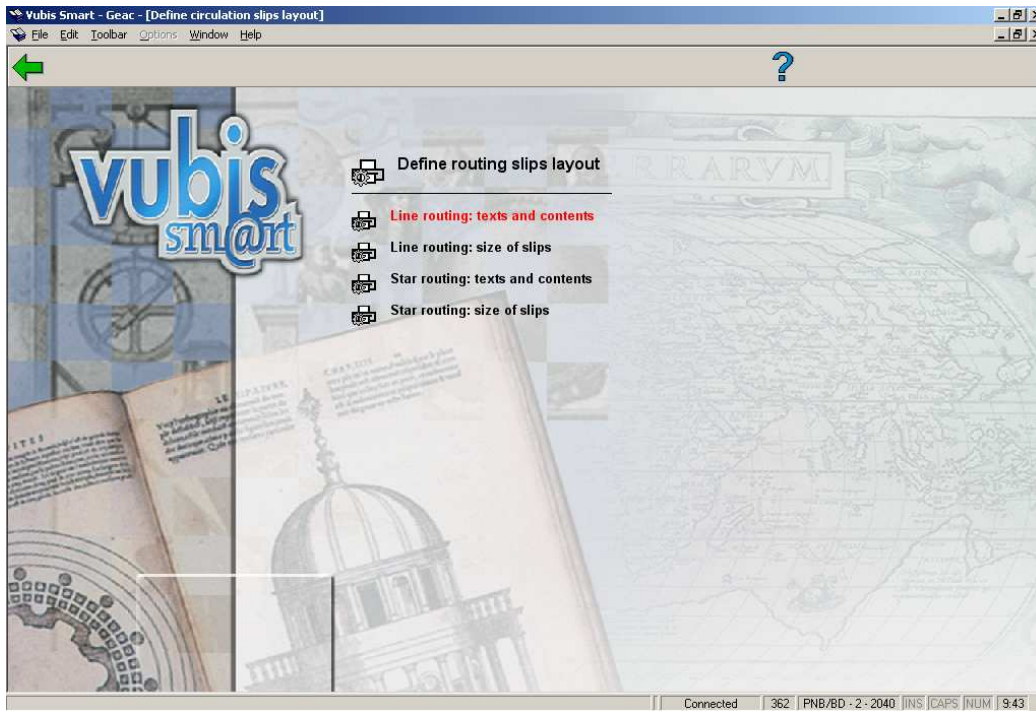 Vubis Smart - Geac - [Define circulation slips layout]
File Edit Toolbar Options Window Help
?
vubis
sm@rt
Define routing slips layout
Line routing: texts and contents
Line routing: size of slips
Star routing: texts and contents
Star routing: size of slips
RARVM
Connected 362 PNB/BD - 2 - 2040 INS CAPS NUM 9:43